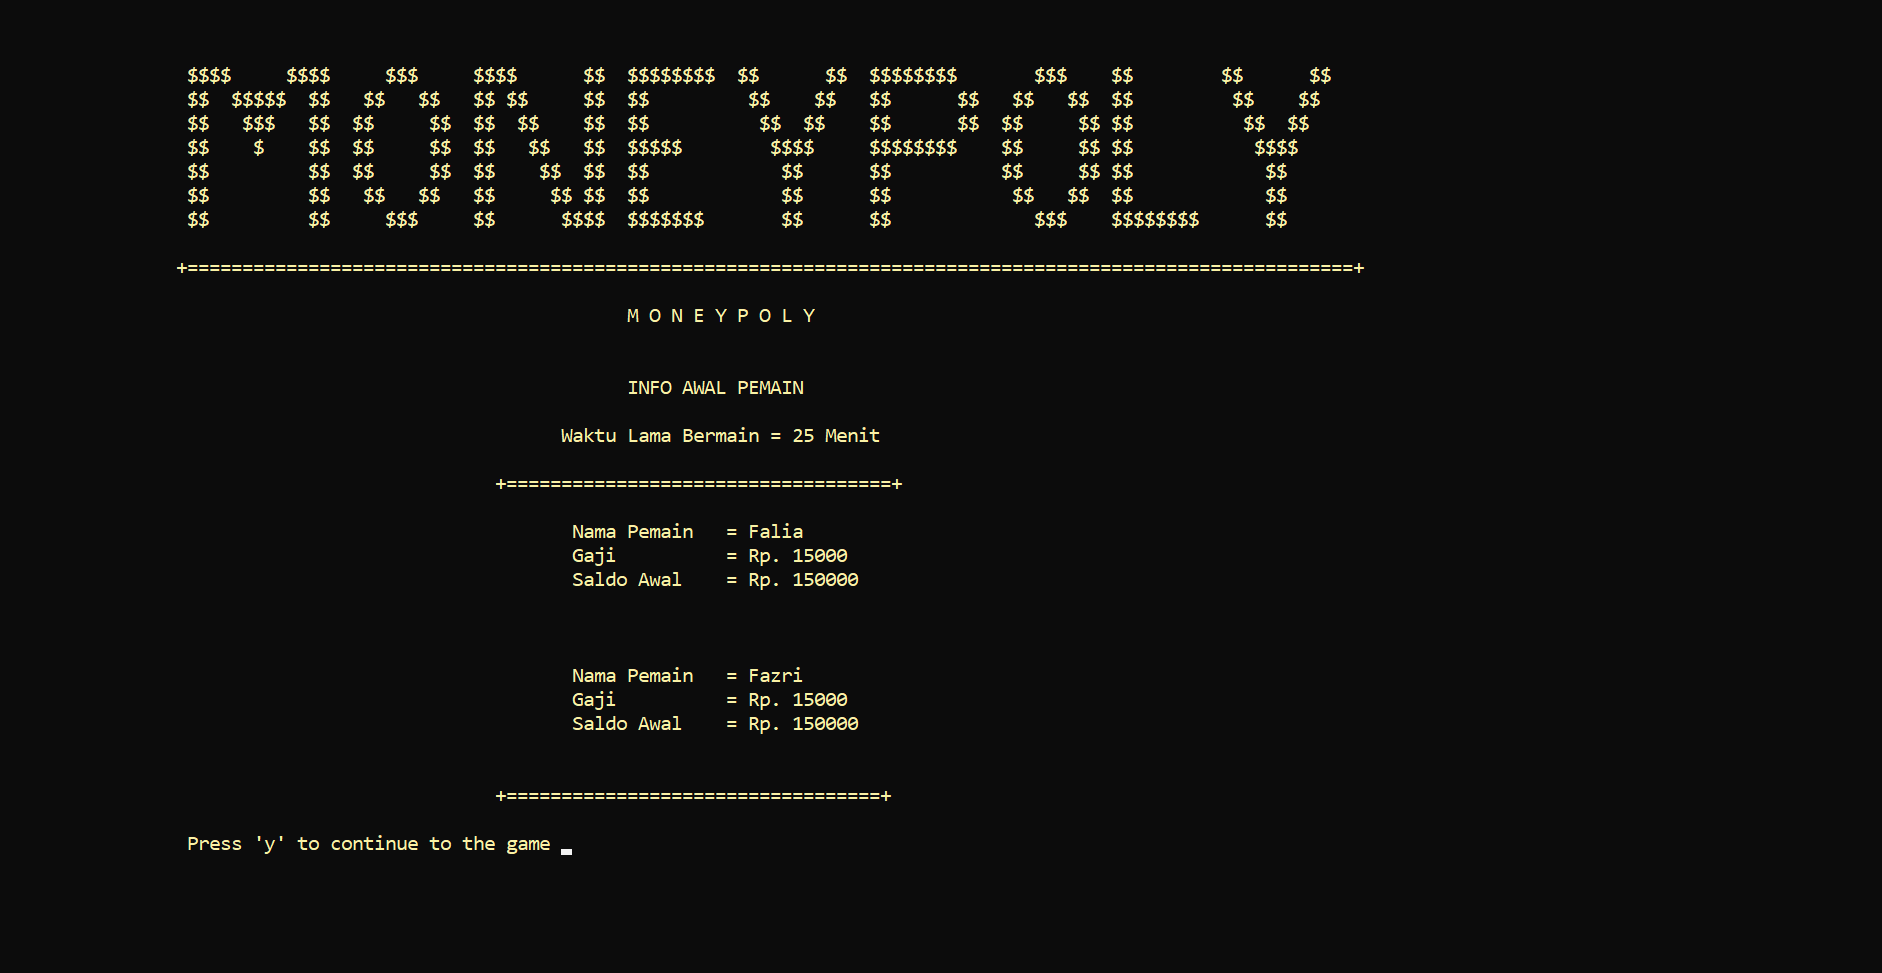 MONEYPOLY
+==========================================================================================================+
M O N E Y P O L Y
INFO AWAL PEMAIN
Waktu Lama Bermain = 25 Menit
+===================================+
Nama Pemain   = Falia
Gaji          = Rp. 15000
Saldo Awal    = Rp. 150000
Nama Pemain   = Fazri
Gaji          = Rp. 15000
Saldo Awal    = Rp. 150000
+==================================+
Press 'y' to continue to the game